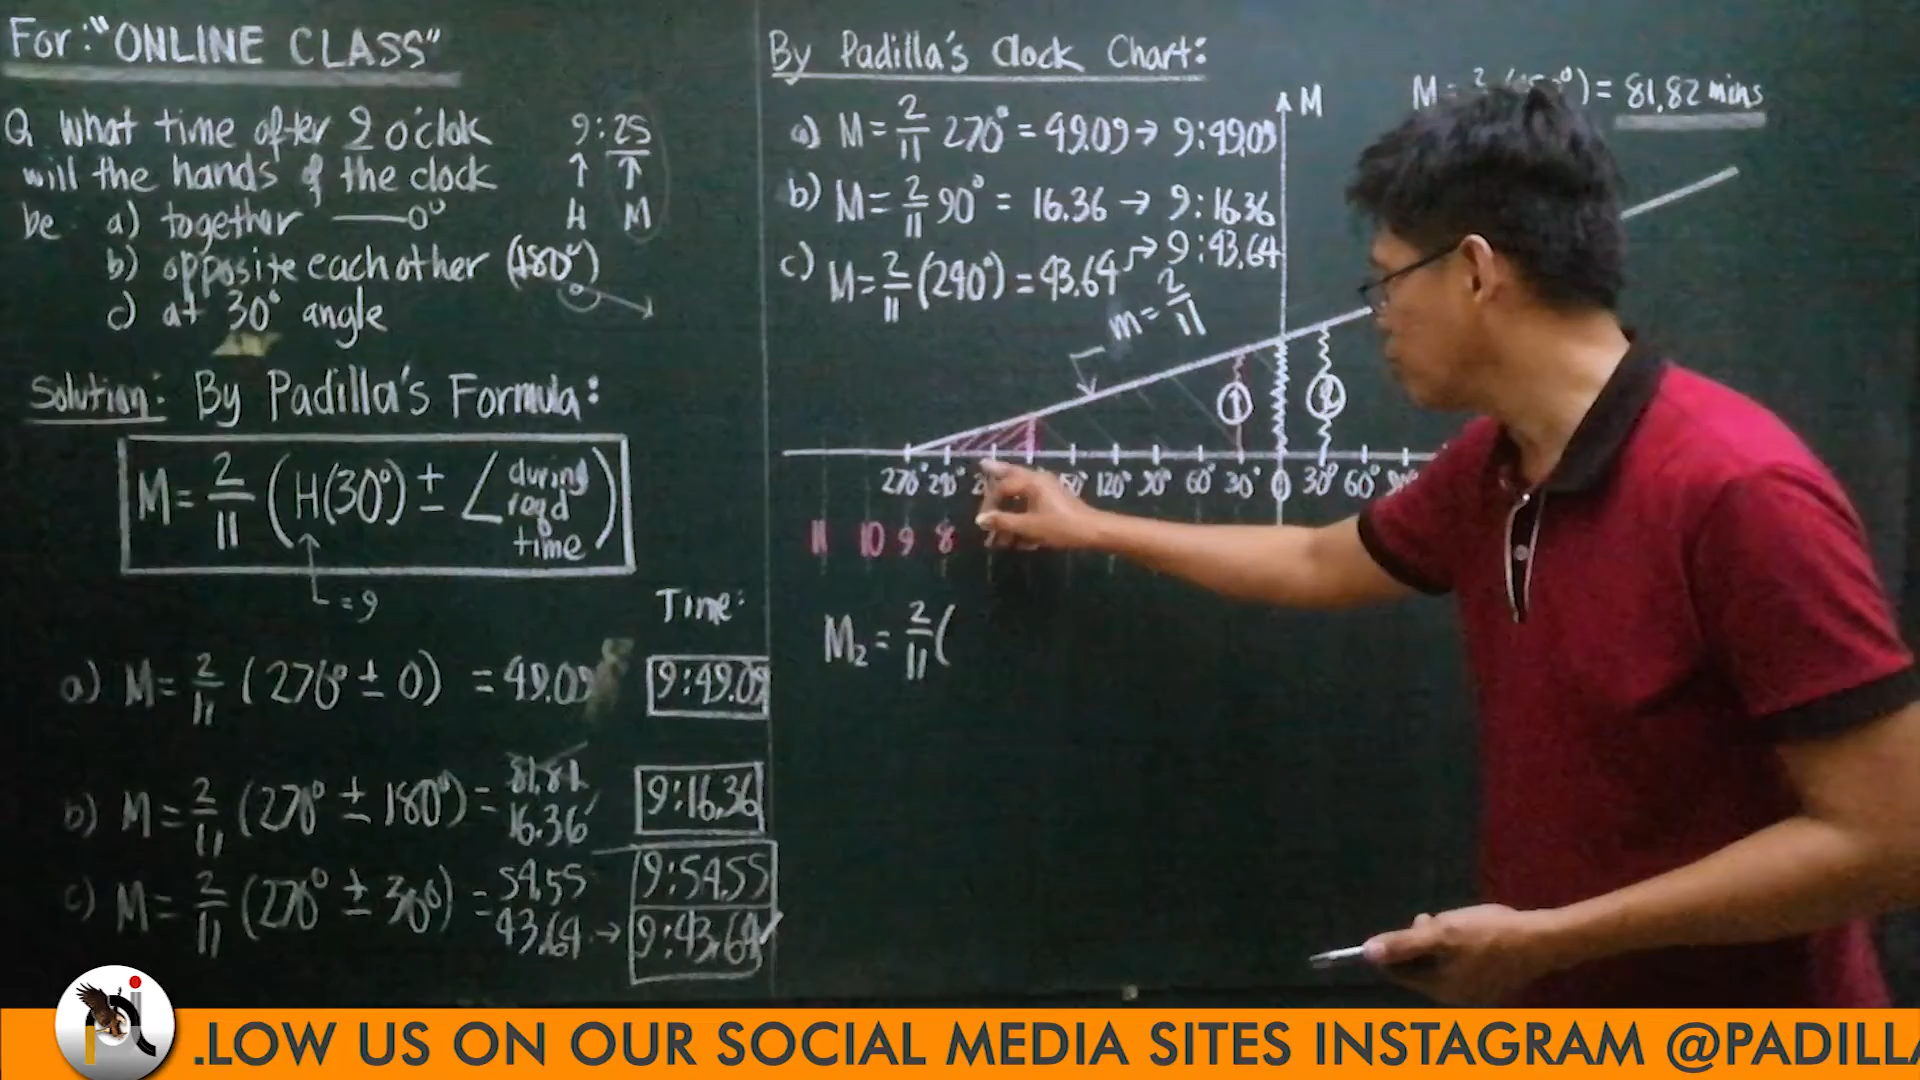 For: "ONLINE CLASS"
Q What time after 9 o'clok
will the hands of the clock
be a) together — 0°
b) opposite each other (180°)
c) at 30° angle
9:25
↑ ↑
H M
Solution: By Padilla's Formula:
M = 2/11 (H(30°) ± ∠ during reqd time)
= 9
Time:
a) M = 2/11 (270° ± 0) = 49.09 9:49.09
b) M = 2/11 (270° ± 180°) = 81.81 16.36 9:16.36
c) M = 2/11 (270° ± 30°) = 54.55 9:54.55
43.64 → 9:43.64
By Padilla's Clock Chart:
a) M = 2/11 270° = 49.09 → 9:49.09
b) M = 2/11 90° = 16.36 → 9:16.36
c) M = 2/11 (240°) = 43.64 → 9:43.64
m = 2/11
M
= 81.82 mins
1 2
270° 240° 120° 90° 60° 30° 0 30° 60° 90°
11 10 9 8
M₂ = 2/11 (
.LOW US ON OUR SOCIAL MEDIA SITES INSTAGRAM @PADILLA